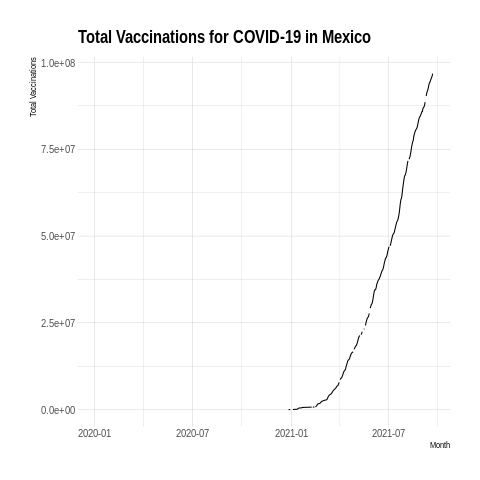 Total Vaccinations for COVID-19 in Mexico
Total Vaccinations
1.0e+08
7.5e+07
5.0e+07
2.5e+07
0.0e+00
2020-01
2020-07
2021-01
2021-07
Month